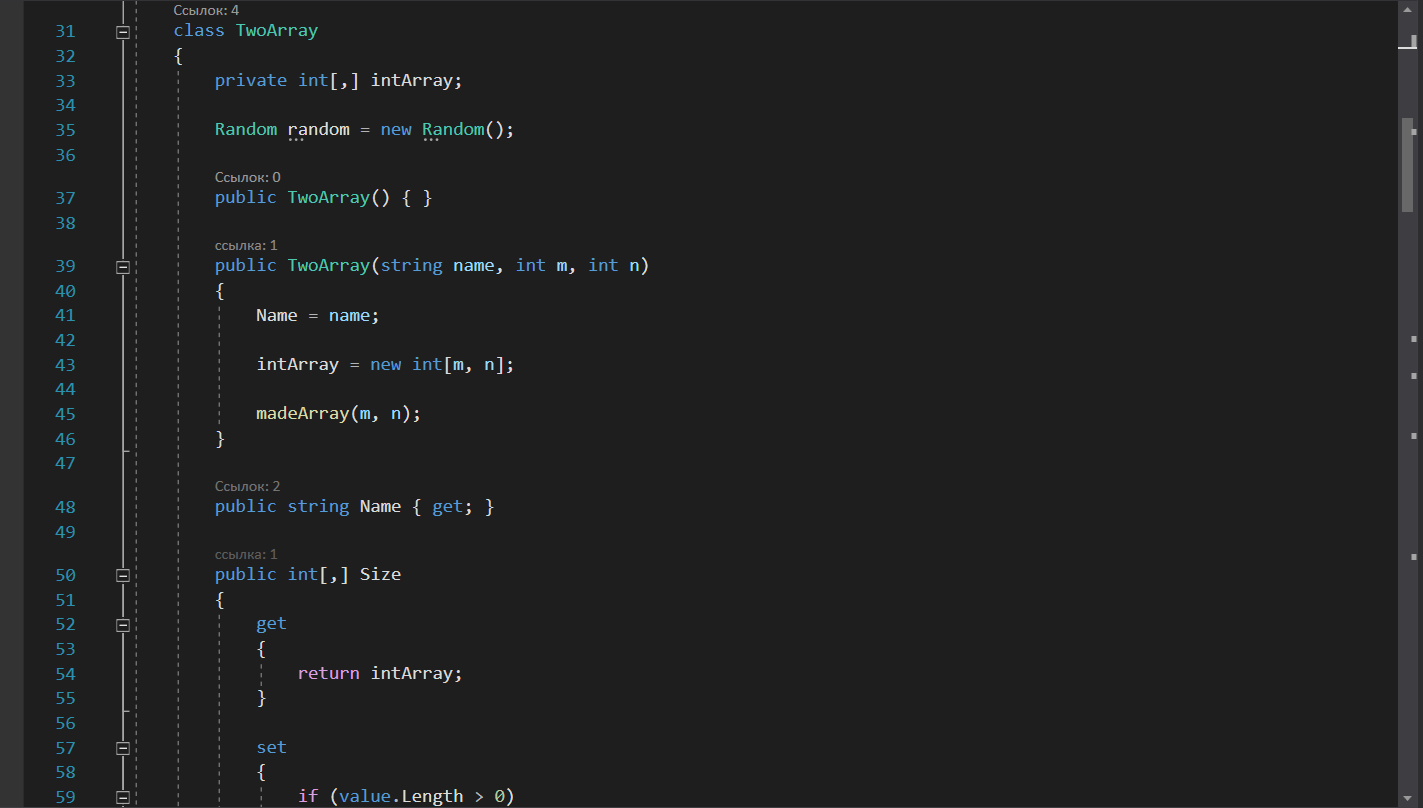 Ссылок: 4
31 class TwoArray
32 {
33 private int[,] intArray;
34
35 Random random = new Random();
36
Ссылок: 0
37 public TwoArray() { }
38
ссылка: 1
39 public TwoArray(string name, int m, int n)
40 {
41 Name = name;
42
43 intArray = new int[m, n];
44
45 madeArray(m, n);
46 }
47
Ссылок: 2
48 public string Name { get; }
49
ссылка: 1
50 public int[,] Size
51 {
52 get
53 {
54 return intArray;
55 }
56
57 set
58 {
59 if (value.Length > 0)